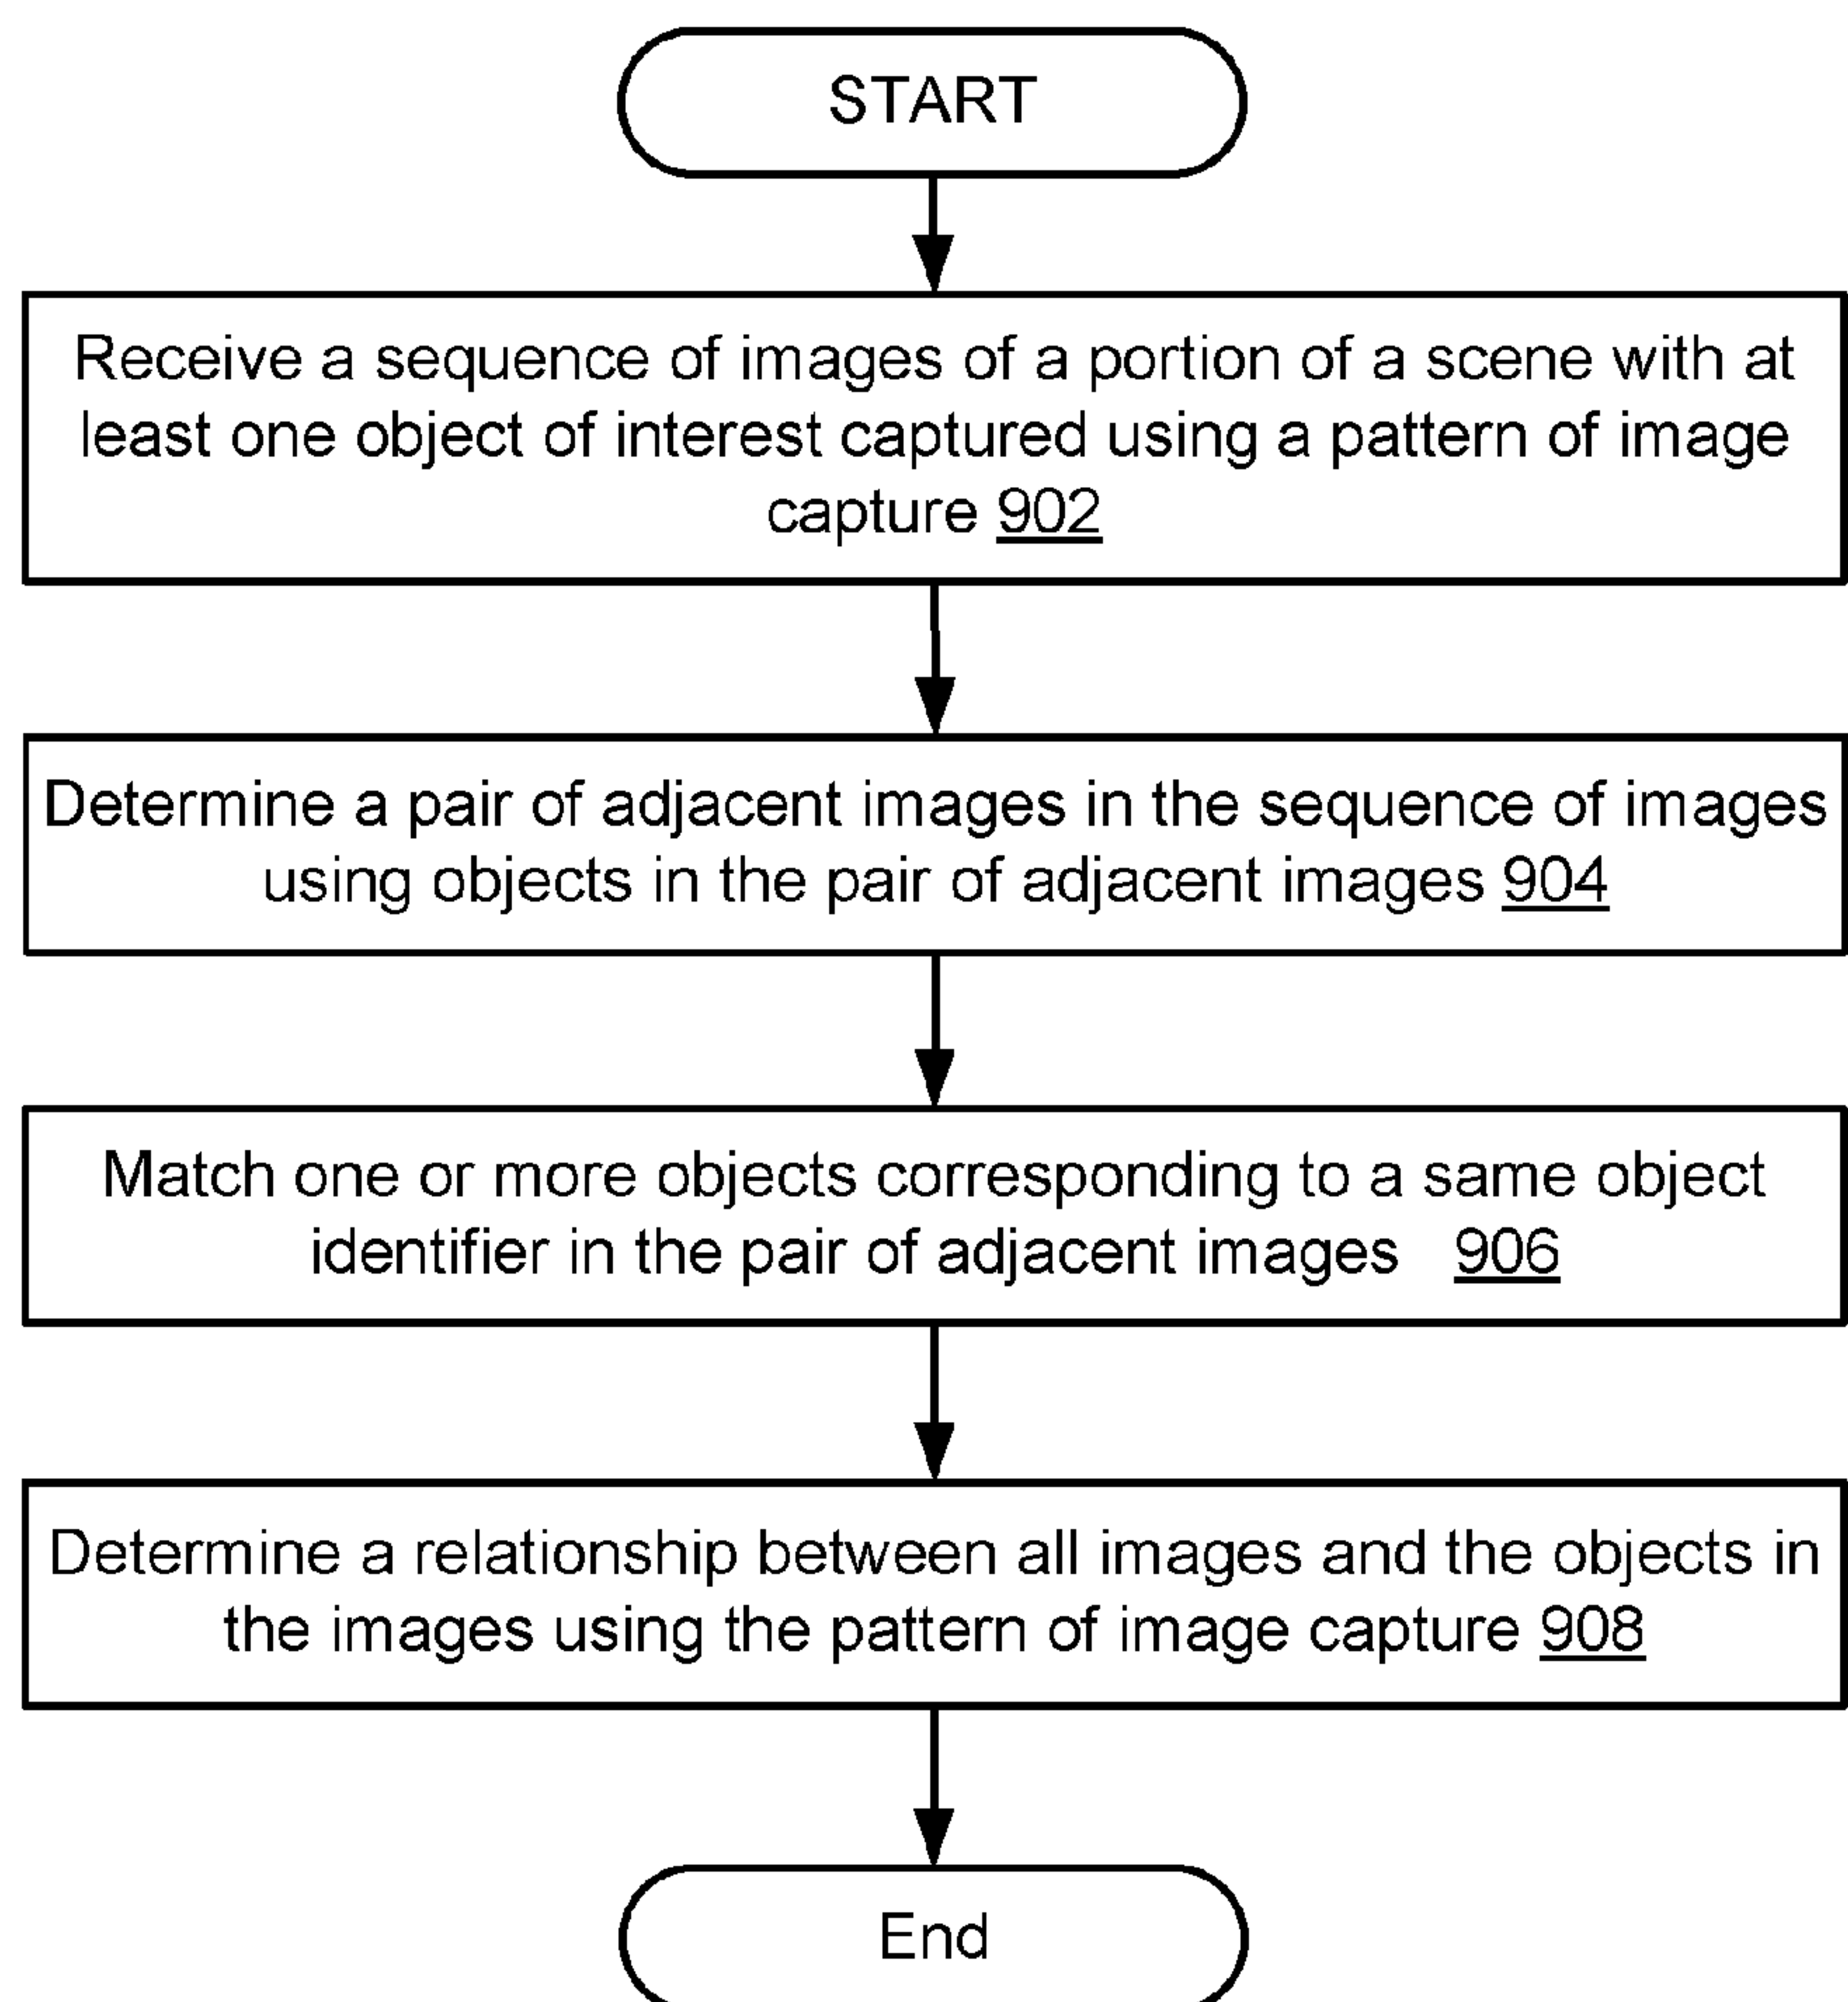 START
Receive a sequence of images of a portion of a scene with at
least one object of interest captured using a pattern of image
capture 902
Determine a pair of adjacent images in the sequence of images
using objects in the pair of adjacent images 904
Match one or more objects corresponding to a same object
identifier in the pair of adjacent images 906
Determine a relationship between all images and the objects in
the images using the pattern of image capture 908
End